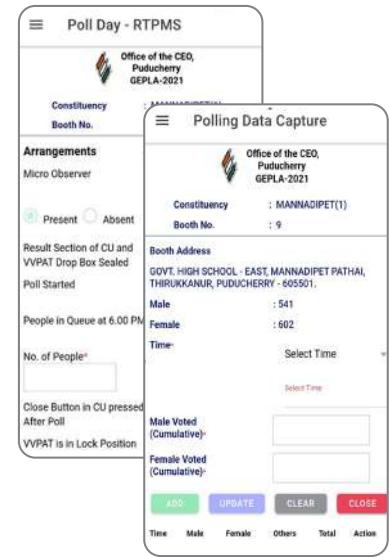 Poll Day - RTPMS
Office of the CEO,
Puducherry
GEPLA-2021
Constituency
Booth No.
Arrangements
Micro Observer
Present Absent
Result Section of CU and
VVPAT Drop Box Sealed
Poll Started
People in Queue at 6.00 PM
No. of People*
Close Button in CU pressed
After Poll
VVPAT is in Lock Position
Polling Data Capture
Office of the CEO,
Puducherry
GEPLA-2021
Constituency : MANNADIPET(1)
Booth No. : 9
Booth Address
GOVT. HIGH SCHOOL - EAST, MANNADIPET PATHAI,
THIRUKKANUR, PUDUCHERRY - 605501.
Male : 541
Female : 602
Time*
Select Time
Select Time
Male Voted
(Cumulative)*
Female Voted
(Cumulative)*
ADD UPDATE CLEAR CLOSE
Time Male Female Others Total Action